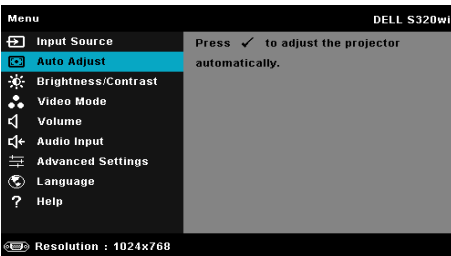 Menu DELL S320wi
Input Source
Auto Adjust
Brightness/Contrast
Video Mode
Volume
Audio Input
Advanced Settings
Language
? Help
Press ✓ to adjust the projector
automatically.
Resolution : 1024x768